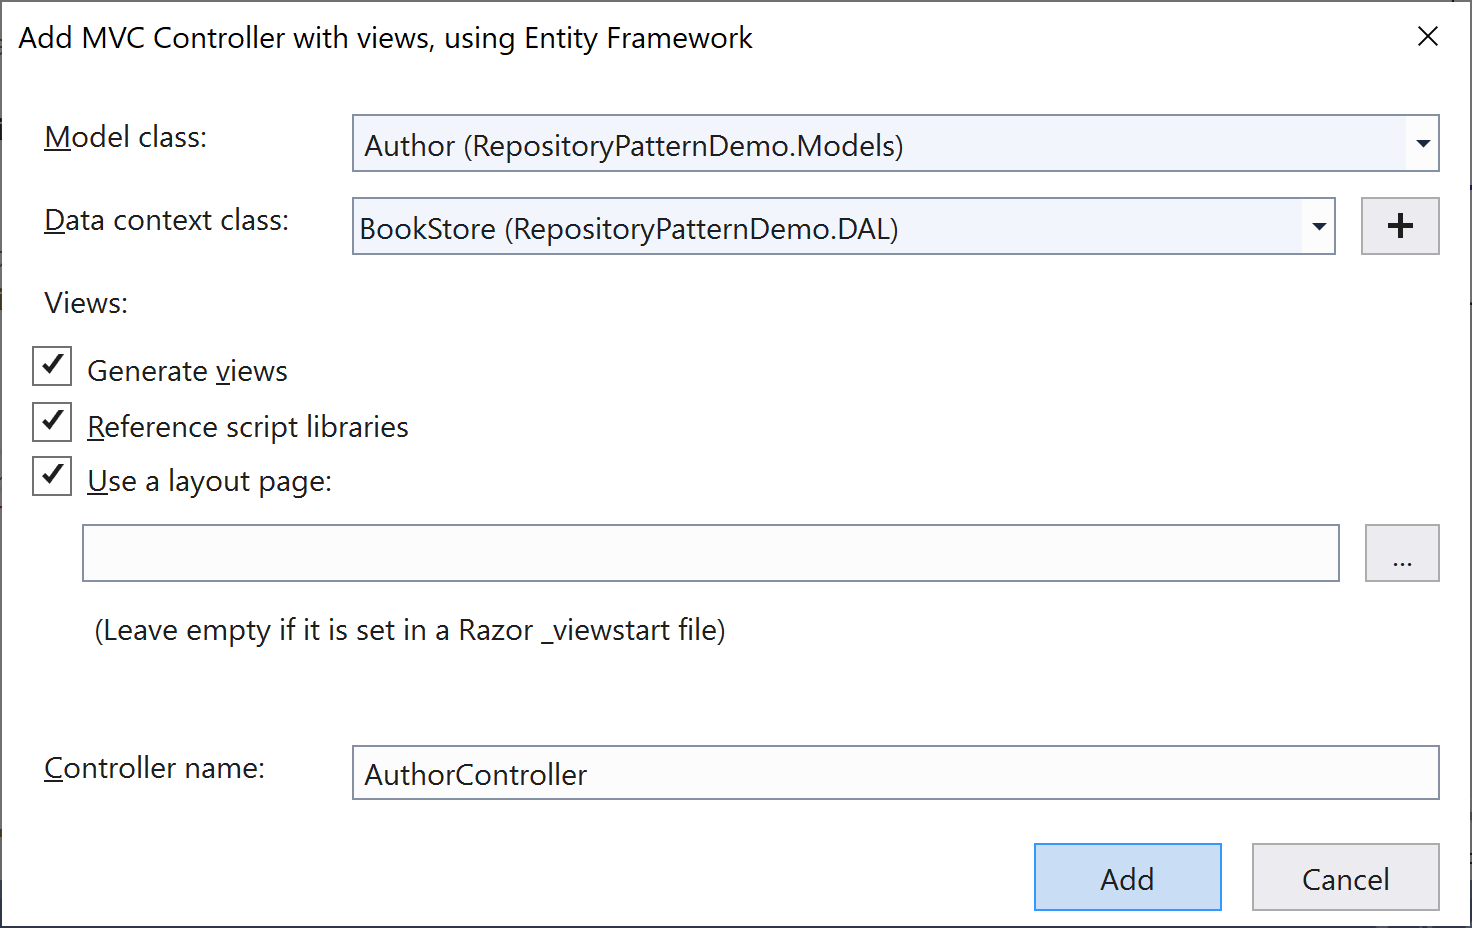 Add MVC Controller with views, using Entity Framework
Model class:
Author (RepositoryPatternDemo.Models)
Data context class:
BookStore (RepositoryPatternDemo.DAL)
+
Views:
Generate views
Reference script libraries
Use a layout page:
...
(Leave empty if it is set in a Razor _viewstart file)
Controller name:
AuthorController
Add
Cancel